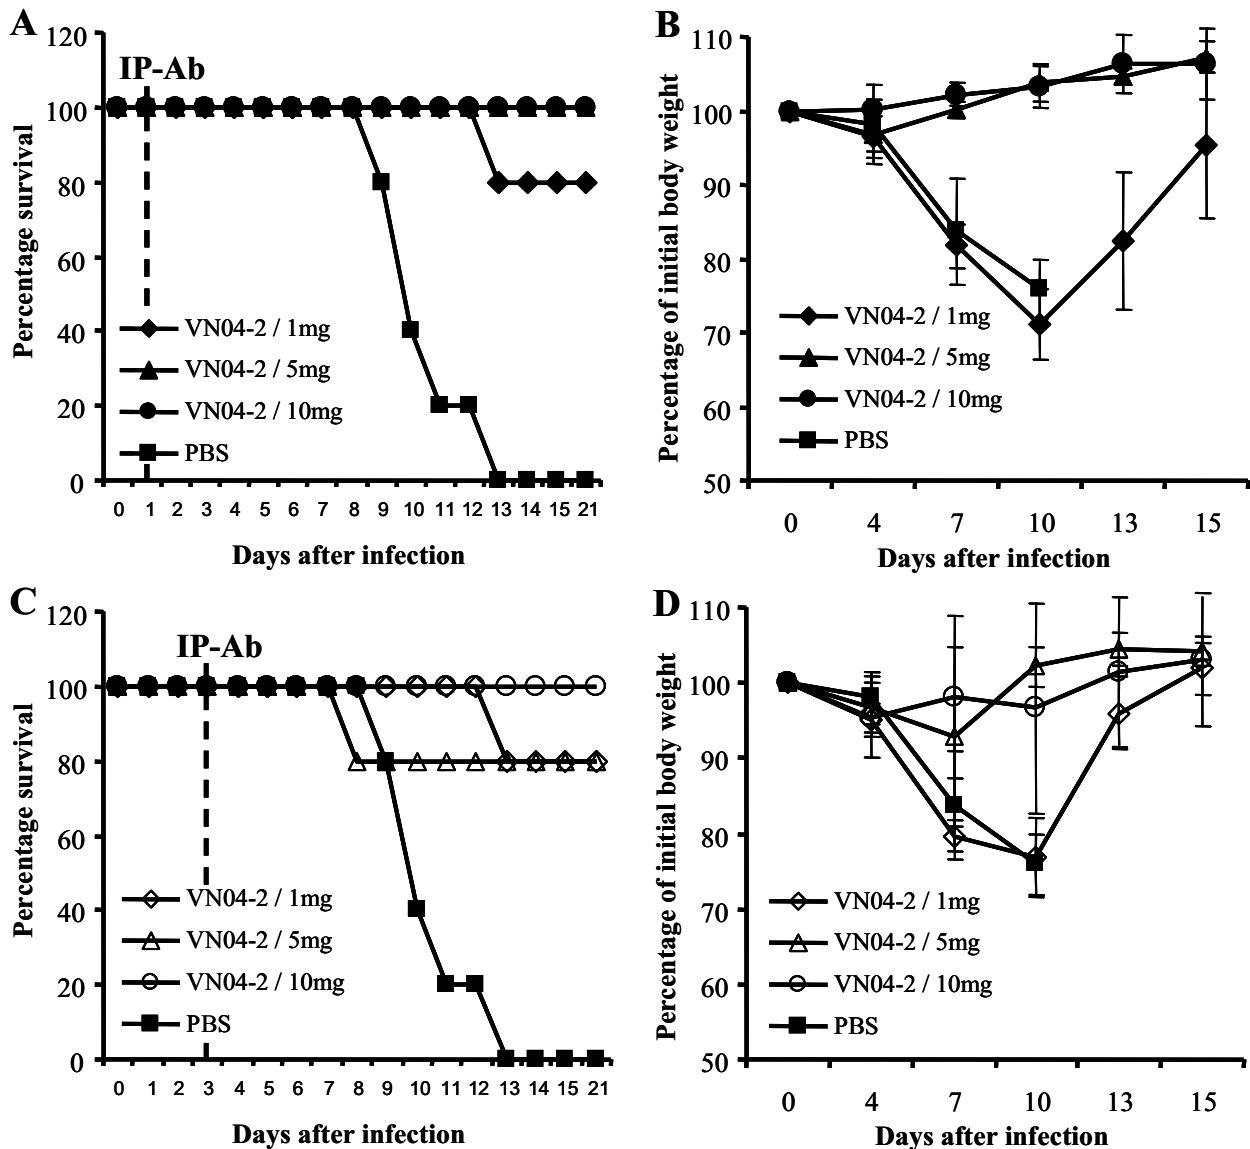 A
120
100
80
60
40
20
0
Percentage survival
IP-Ab
VN04-2 / 1mg
VN04-2 / 5mg
VN04-2 / 10mg
PBS
0 1 2 3 4 5 6 7 8 9 10 11 12 13 14 15 21
Days after infection
B
110
100
90
80
70
60
50
Percentage of initial body weight
VN04-2 / 1mg
VN04-2 / 5mg
VN04-2 / 10mg
PBS
0 4 7 10 13 15
Days after infection
C
120
100
80
60
40
20
0
Percentage survival
IP-Ab
VN04-2 / 1mg
VN04-2 / 5mg
VN04-2 / 10mg
PBS
0 1 2 3 4 5 6 7 8 9 10 11 12 13 14 15 21
Days after infection
D
110
100
90
80
70
60
50
Percentage of initial body weight
VN04-2 / 1mg
VN04-2 / 5mg
VN04-2 / 10mg
PBS
0 4 7 10 13 15
Days after infection